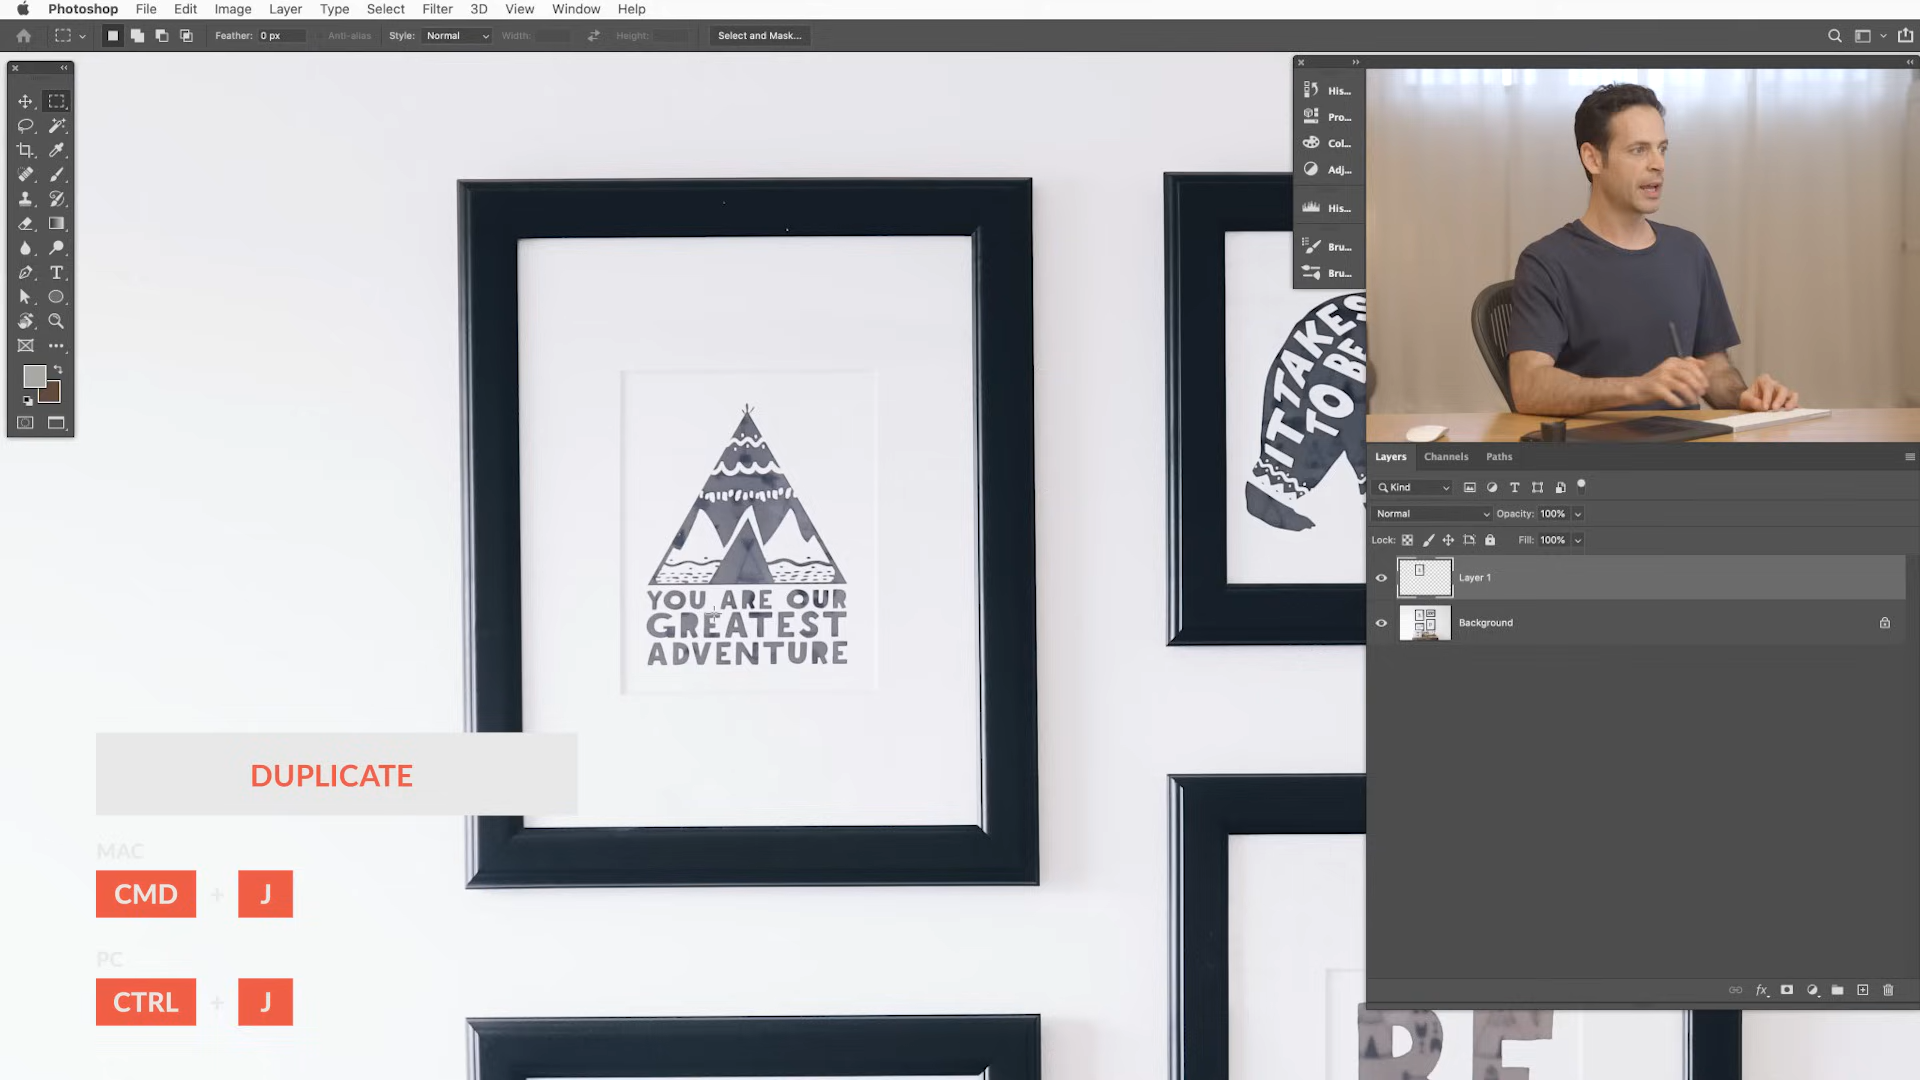 Photoshop File Edit Image Layer Type Select Filter 3D View Window Help
Feather: 0 px Anti-alias Style: Normal Width: Height: Select and Mask...
His...
Pro...
Col...
Adj...
His...
Bru...
Bru...
IT TAKES
TO BE
YOU ARE OUR
GREATEST
ADVENTURE
Layers Channels Paths
Kind
Normal Opacity: 100%
Lock: Fill: 100%
Layer 1
Background
fx
DUPLICATE
MAC
CMD + J
PC
CTRL + J
BE